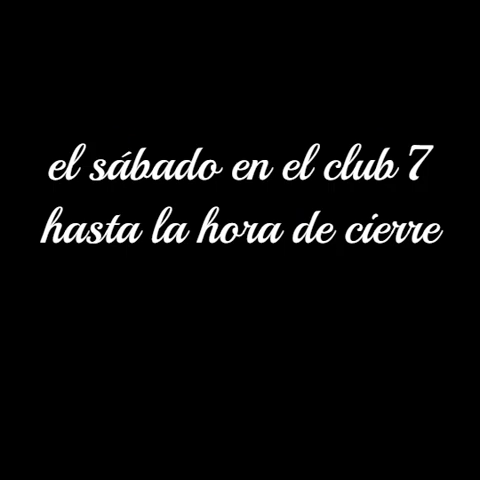 el sábado en el club 7
hasta la hora de cierre